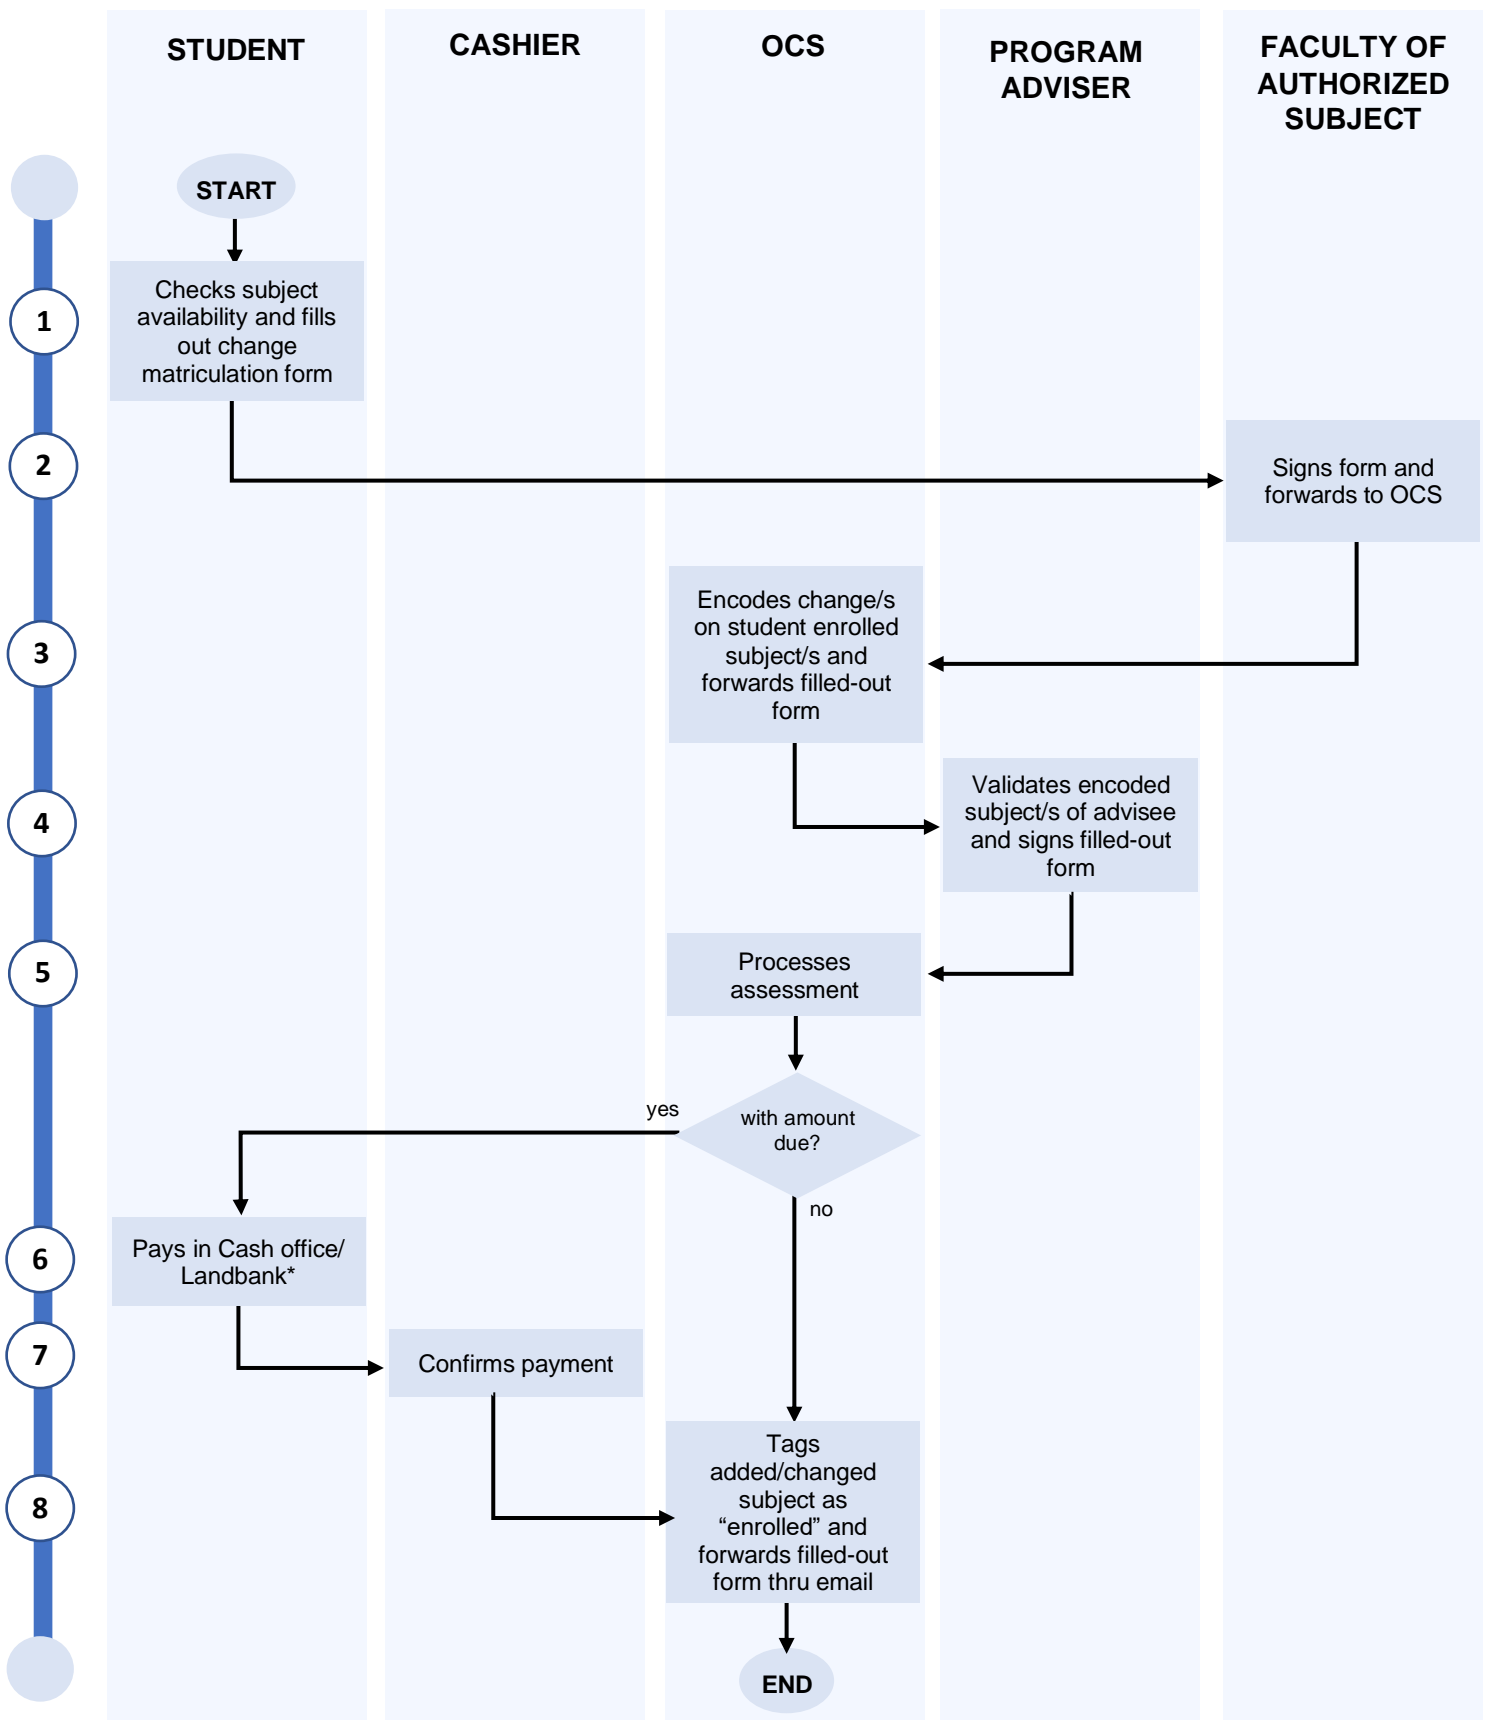 STUDENT
CASHIER
OCS
PROGRAM
ADVISER
FACULTY OF
AUTHORIZED
SUBJECT
START
1
Checks subject
availability and fills
out change
matriculation form
2
Signs form and
forwards to OCS
3
Encodes change/s
on student enrolled
subject/s and
forwards filled-out
form
4
Validates encoded
subject/s of advisee
and signs filled-out
form
5
Processes
assessment
yes
with amount
due?
no
6
Pays in Cash office/
Landbank*
7
Confirms payment
8
Tags
added/changed
subject as
“enrolled” and
forwards filled-out
form thru email
END